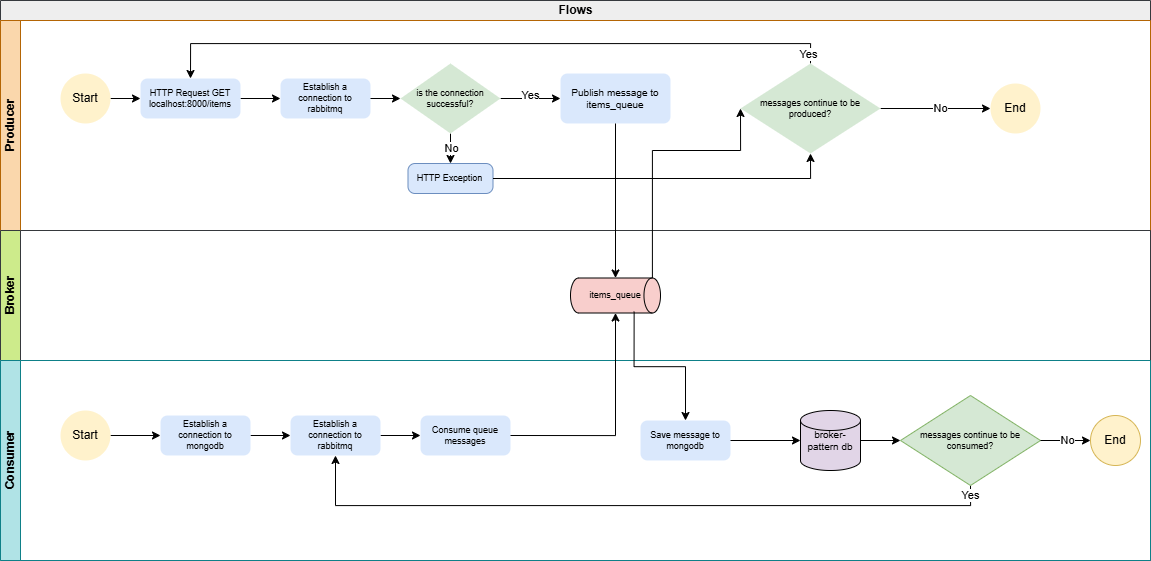 Flows
Producer
Start
HTTP Request GET
localhost:8000/items
Establish a
connection to
rabbitmq
is the connection
successful?
Yes
Publish message to
items_queue
No
HTTP Exception
Yes
messages continue to be
produced?
No
End
Broker
items_queue
Consumer
Start
Establish a
connection to
mongodb
Establish a
connection to
rabbitmq
Consume queue
messages
Save message to
mongodb
broker-
pattern db
messages continue to be
consumed?
No
End
Yes